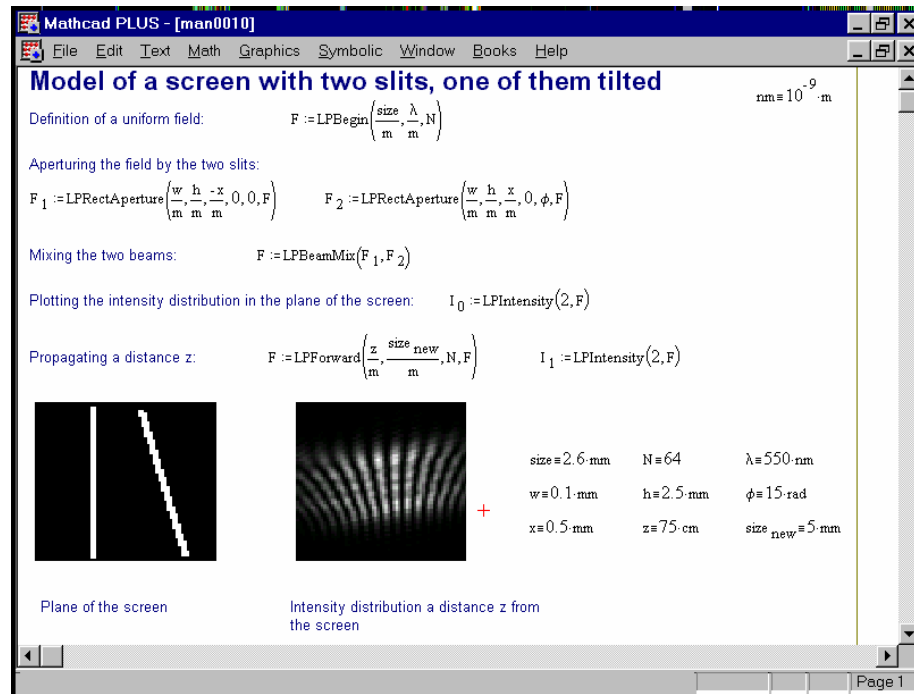 Mathcad PLUS - [man0010]
File Edit Text Math Graphics Symbolic Window Books Help
Model of a screen with two slits, one of them tilted
nm≡10^-9·m
Definition of a uniform field: F :=LPBegin(size/m, λ/m, N)
Aperturing the field by the two slits:
F_1 :=LPRectAperture(w/m, h/m, -x/m, 0, 0, F) F_2 :=LPRectAperture(w/m, h/m, x/m, 0, ϕ, F)
Mixing the two beams: F :=LPBeamMix(F_1, F_2)
Plotting the intensity distribution in the plane of the screen: I_0 :=LPIntensity(2, F)
Propagating a distance z: F :=LPForward(z/m, size_new/m, N, F) I_1 :=LPIntensity(2, F)
size≡2.6·mm N≡64 λ≡550·nm
w≡0.1·mm h≡2.5·mm ϕ≡15·rad
x≡0.5·mm z≡75·cm size_new≡5·mm
Plane of the screen
Intensity distribution a distance z from
the screen
Page 1